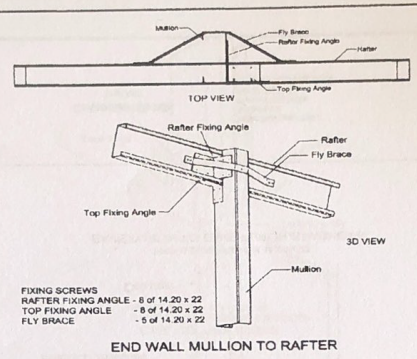 Mullion
Fly Brace
Rafter Fixing Angle
Rafter
Top Fixing Angle
TOP VIEW
Rafter Fixing Angle
Rafter
Fly Brace
Top Fixing Angle
3D VIEW
Mullion
FIXING SCREWS
RAFTER FIXING ANGLE - 8 of 14.20 x 22
TOP FIXING ANGLE - 8 of 14.20 x 22
FLY BRACE - 5 of 14.20 x 22
END WALL MULLION TO RAFTER